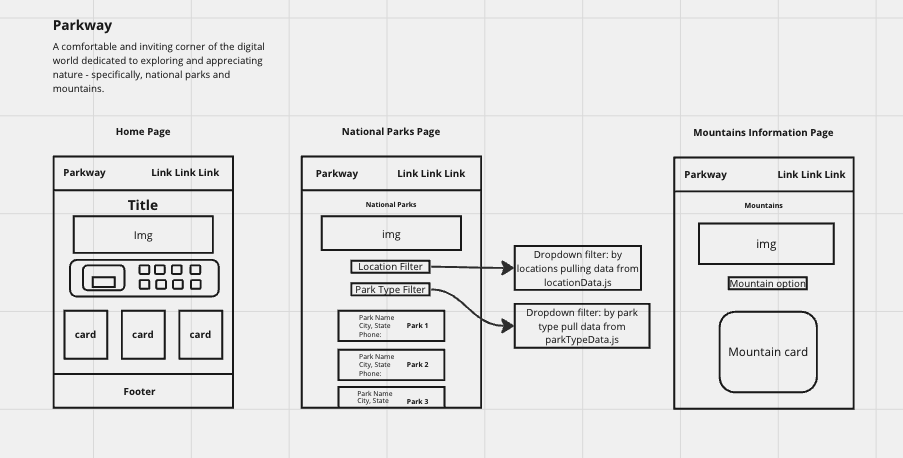 Parkway
A comfortable and inviting corner of the digital
world dedicated to exploring and appreciating
nature - specifically, national parks and
mountains.
Home Page
Parkway Link Link Link
Title
Img
card card card
Footer
National Parks Page
Parkway Link Link Link
National Parks
img
Location Filter
Park Type Filter
Park Name
City, State
Phone:
Park 1
Park Name
City, State
Phone:
Park 2
Park Name
City, State
Park 3
Dropdown filter: by
locations pulling data from
locationData.js
Dropdown filter: by park
type pull data from
parkTypeData.js
Mountains Information Page
Parkway Link Link Link
Mountains
img
Mountain option
Mountain card